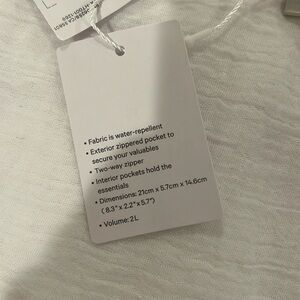 • Fabric is water-repellent
• Exterior zippered pocket to
secure your valuables
• Two-way zipper
• Interior pockets hold the
essentials
• Dimensions: 21cm x 5.7cm x 14.6cm
(8.3" x 2.2" x 5.7")
• Volume: 2L